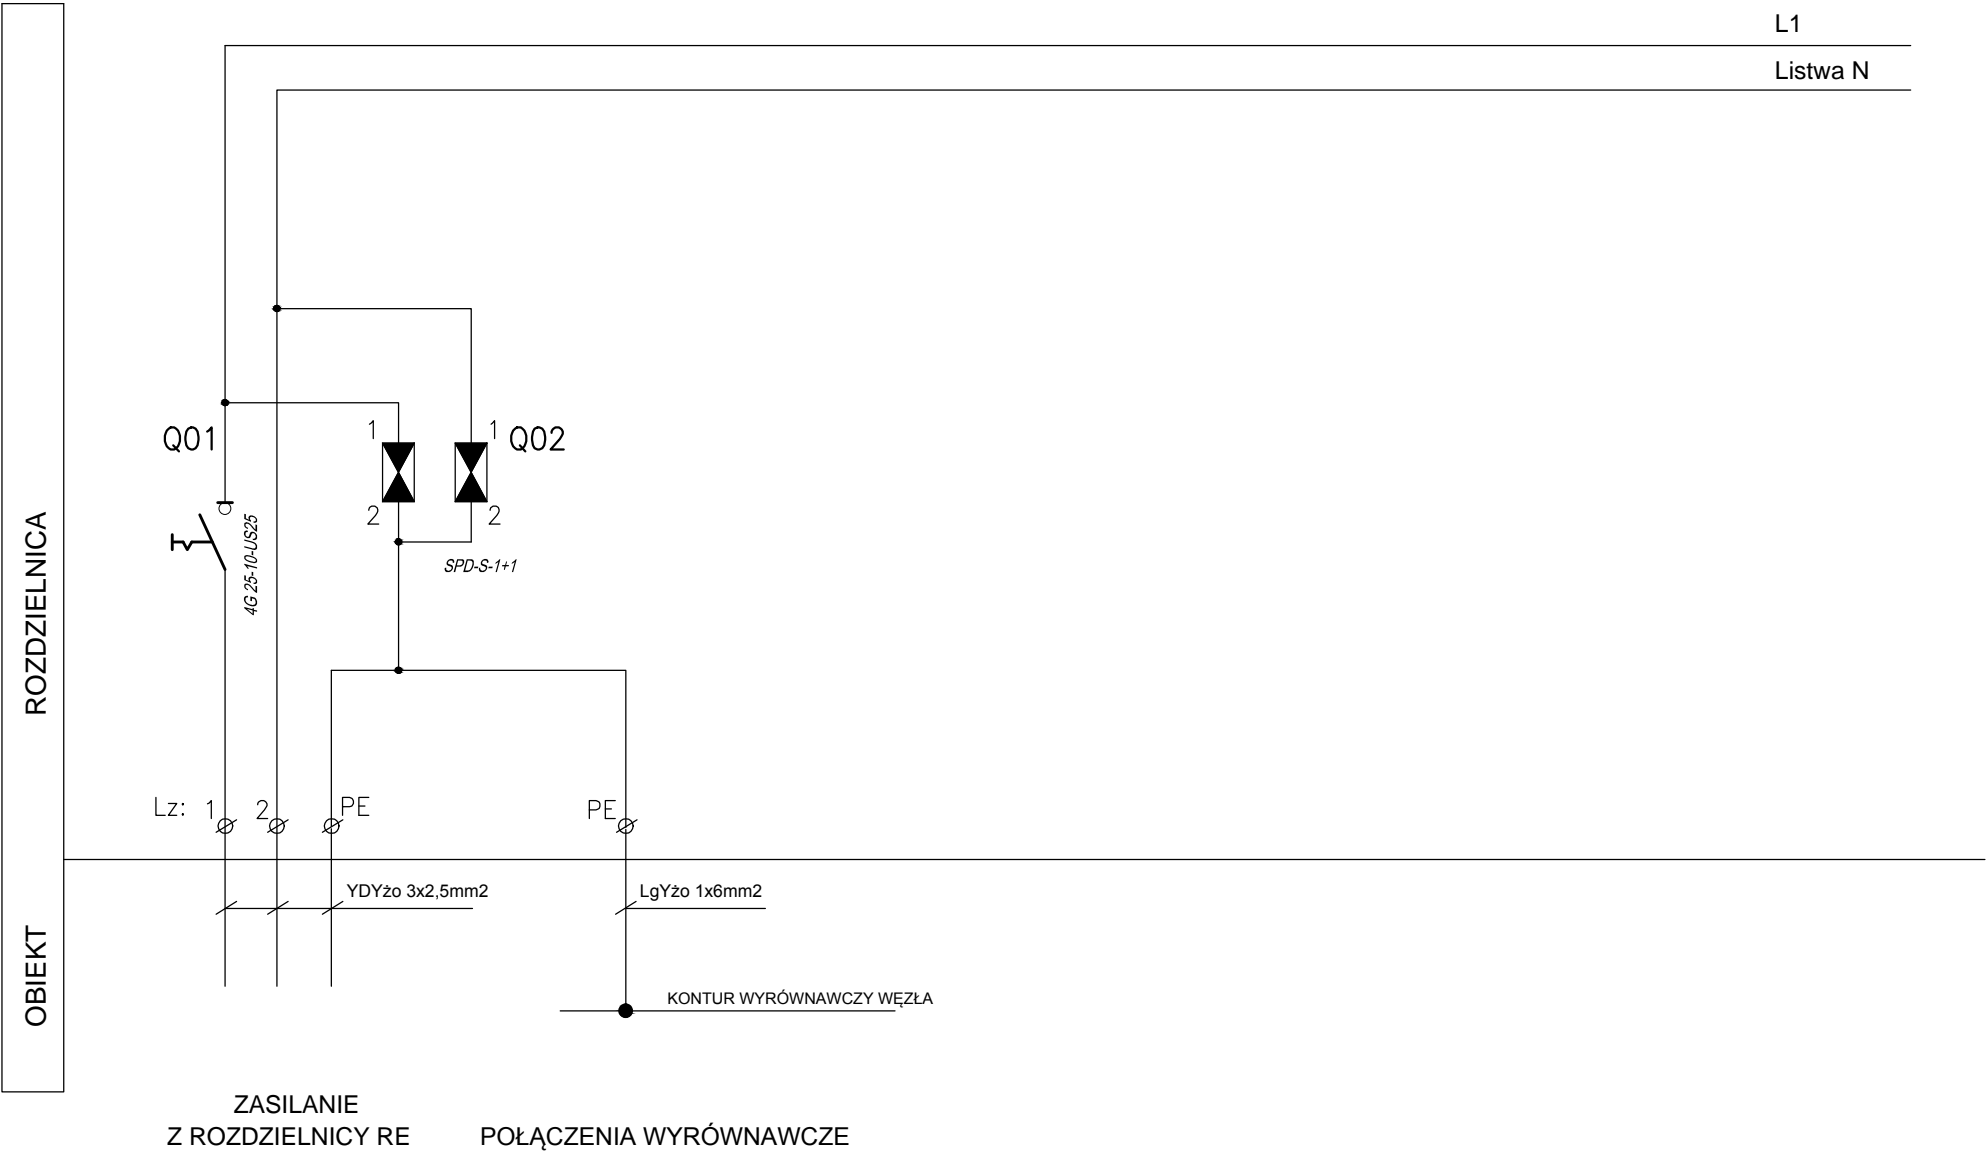 L1
Listwa N
Q01
1
1
Q02
2
2
4G 25-10-US25
SPD-S-1+1
ROZDZIELNICA
Lz:
1
2
PE
PE
YDYżo 3x2,5mm2
LgYżo 1x6mm2
OBIEKT
KONTUR WYRÓWNAWCZY WĘZŁA
ZASILANIE
Z ROZDZIELNICY RE
POŁĄCZENIA WYRÓWNAWCZE